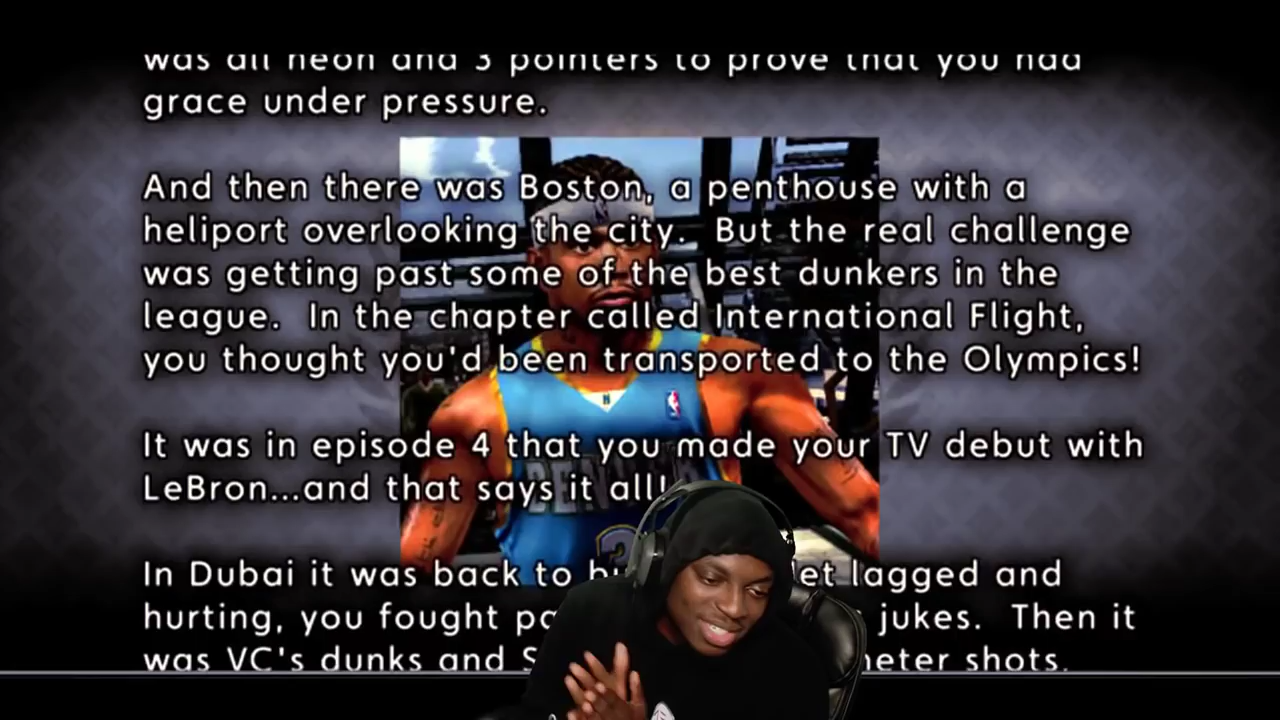 was all neon and 3 pointers to prove that you had
grace under pressure.
And then there was Boston, a penthouse with a
heliport overlooking the city. But the real challenge
was getting past some of the best dunkers in the
league. In the chapter called International Flight,
you thought you'd been transported to the Olympics!
It was in episode 4 that you made your TV debut with
LeBron...and that says it all!
In Dubai it was back to lagged and
hurting, you fought jukes. Then it
was VC's dunks and shots.